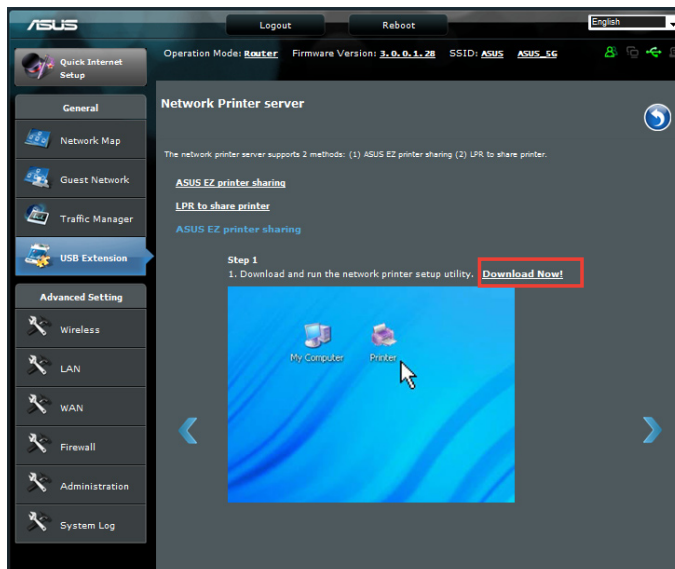 ASUS
Logout
Reboot
English
Quick Internet Setup
Operation Mode: Router Firmware Version: 3.0.0.1.28 SSID: ASUS ASUS_5G
General
Network Map
Guest Network
Traffic Manager
USB Extension
Advanced Setting
Wireless
LAN
WAN
Firewall
Administration
System Log
Network Printer server
The network printer server supports 2 methods: (1) ASUS EZ printer sharing (2) LPR to share printer.
ASUS EZ printer sharing
LPR to share printer
ASUS EZ printer sharing
Step 1
1. Download and run the network printer setup utility. Download Now!
My Computer
Printer